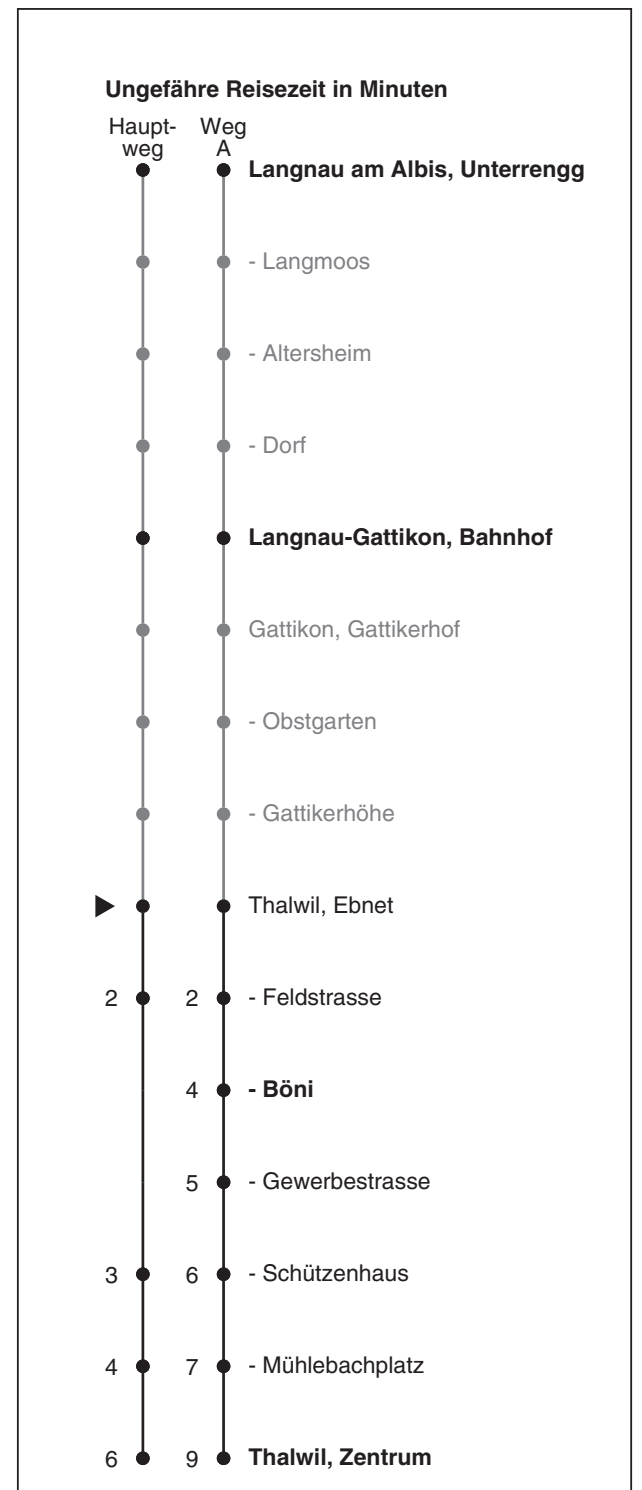 Ungefähre Reisezeit in Minuten
Haupt- Weg
weg A
Langnau am Albis, Unterrengg
- Langmoos
- Altersheim
- Dorf
Langnau-Gattikon, Bahnhof
Gattikon, Gattikerhof
- Obstgarten
- Gattikerhöhe
Thalwil, Ebnet
2 2 - Feldstrasse
4 - Böni
5 - Gewerbestrasse
3 6 - Schützenhaus
4 7 - Mühlebachplatz
6 9 Thalwil, Zentrum